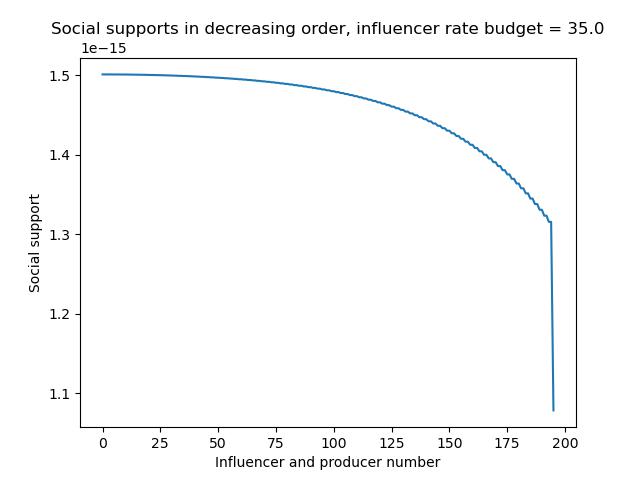 Social supports in decreasing order, influencer rate budget = 35.0
1e−15
1.5
1.4
1.3
1.2
1.1
Social support
0 25 50 75 100 125 150 175 200
Influencer and producer number